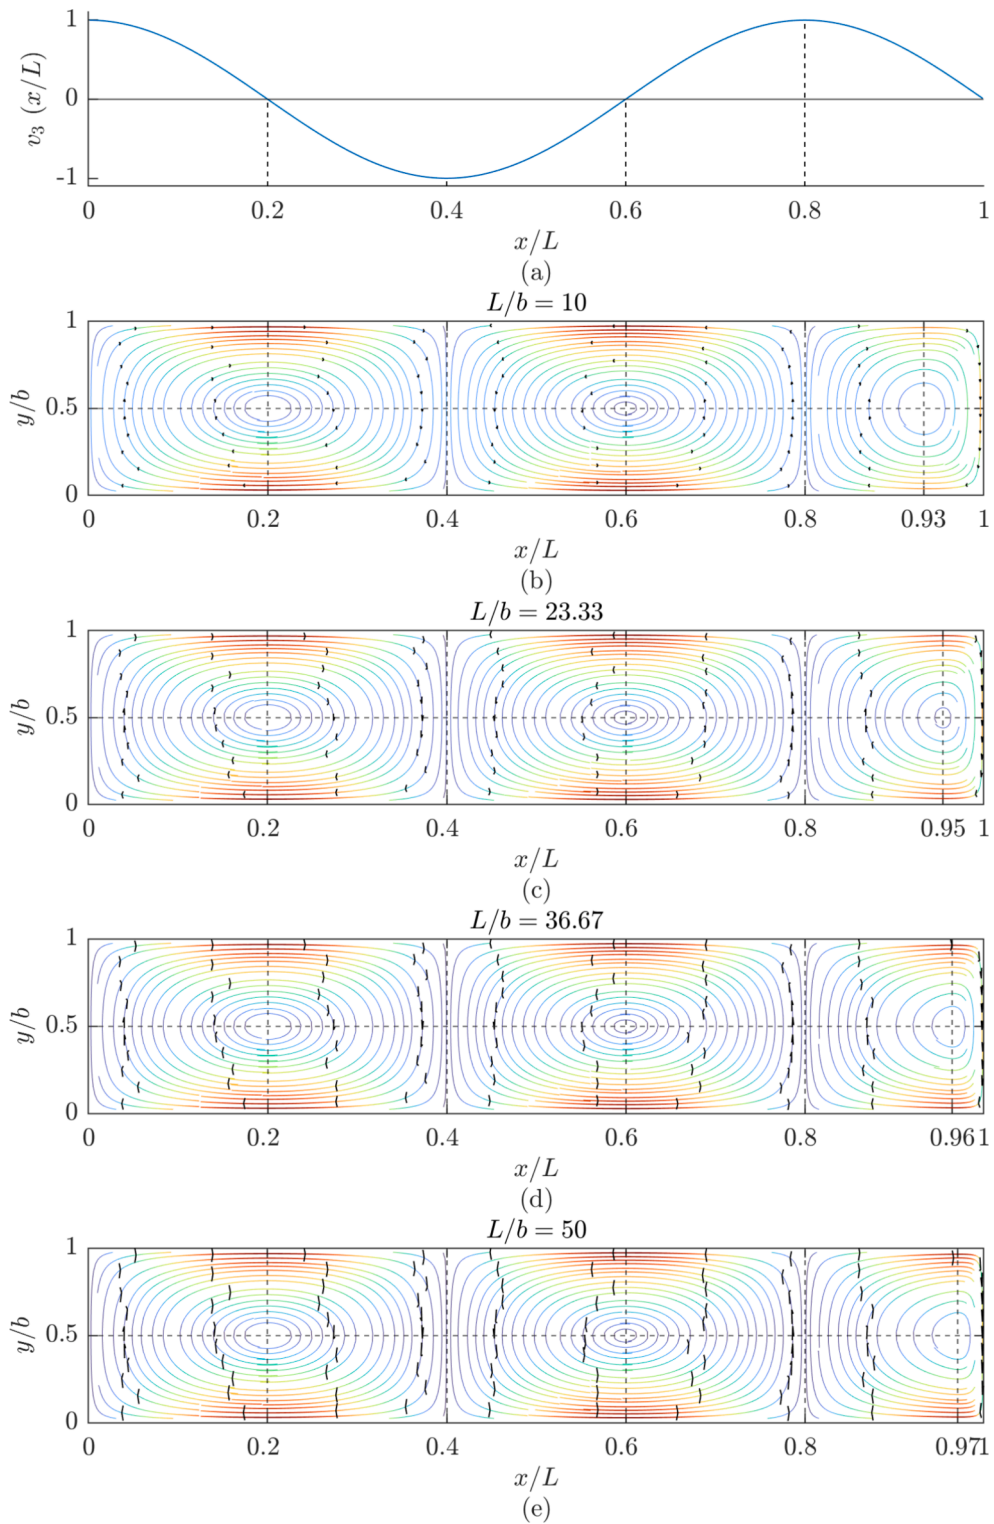 1
0
-1
v₃ (x/L)
0 0.2 0.4 0.6 0.8 1
x/L
(a)
L/b = 10
1
0.5
0
y/b
0 0.2 0.4 0.6 0.8 0.93 1
x/L
(b)
L/b = 23.33
1
0.5
0
y/b
0 0.2 0.4 0.6 0.8 0.95 1
x/L
(c)
L/b = 36.67
1
0.5
0
y/b
0 0.2 0.4 0.6 0.8 0.961
x/L
(d)
L/b = 50
1
0.5
0
y/b
0 0.2 0.4 0.6 0.8 0.971
x/L
(e)